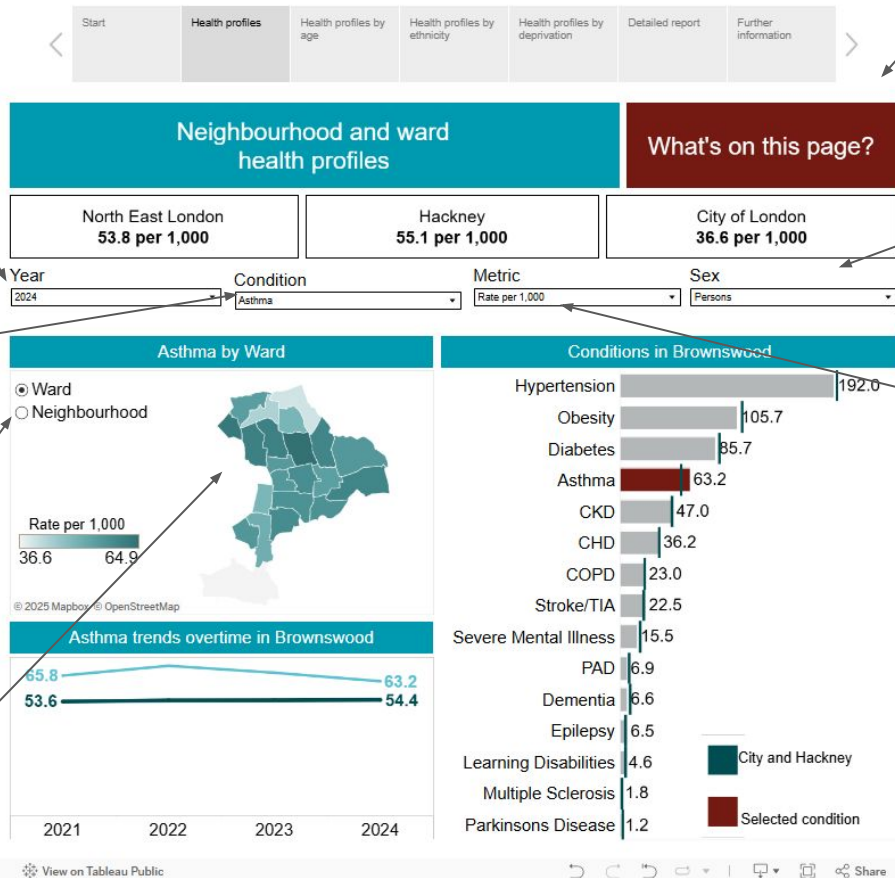 Start
Health profiles
Health profiles by
age
Health profiles by
ethnicity
Health profiles by
deprivation
Detailed report
Further
information
Neighbourhood and ward
health profiles
What's on this page?
North East London
53.8 per 1,000
Hackney
55.1 per 1,000
City of London
36.6 per 1,000
Year
2024
Condition
Asthma
Metric
Rate per 1,000
Sex
Persons
Asthma by Ward
Ward
Neighbourhood
Rate per 1,000
36.6 64.9
© 2025 Mapbox © OpenStreetMap
Asthma trends overtime in Brownswood
65.8 63.2
53.6 54.4
2021 2022 2023 2024
Conditions in Brownswood
Hypertension 192.0
Obesity 105.7
Diabetes 85.7
Asthma 63.2
CKD 47.0
CHD 36.2
COPD 23.0
Stroke/TIA 22.5
Severe Mental Illness 15.5
PAD 6.9
Dementia 6.6
Epilepsy 6.5
Learning Disabilities 4.6
Multiple Sclerosis 1.8
Parkinsons Disease 1.2
City and Hackney
Selected condition
View on Tableau Public
Share